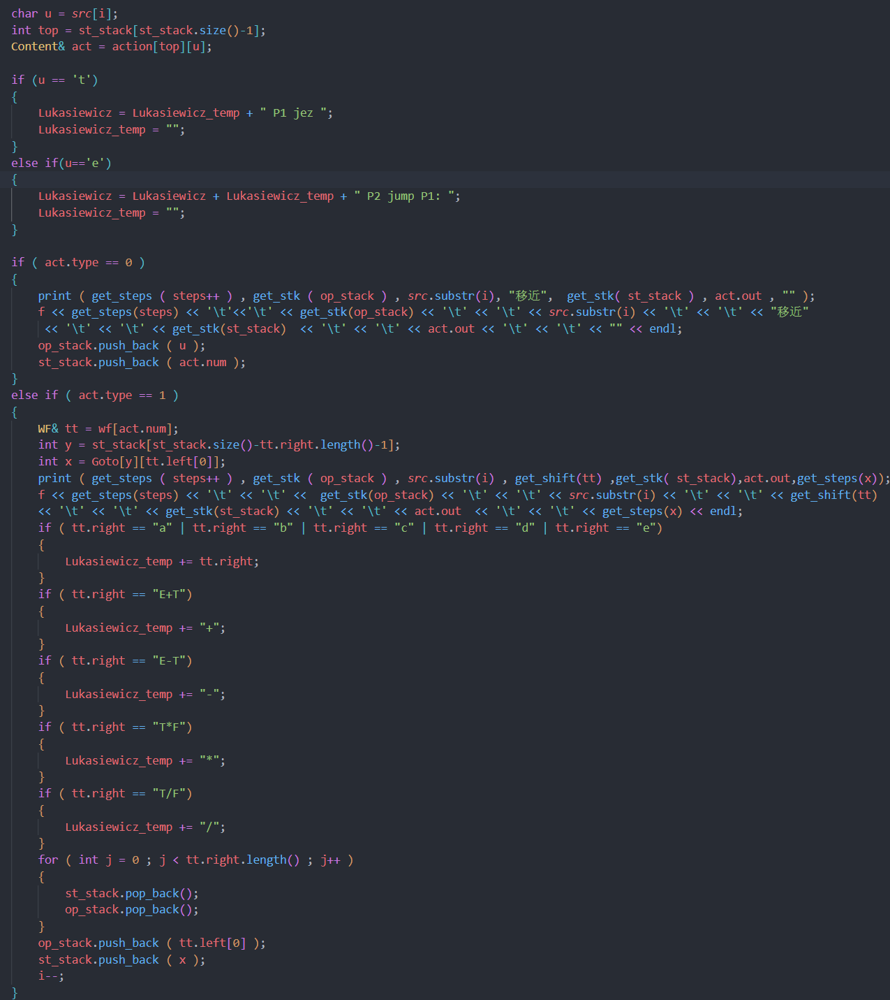 char u = src[i];
int top = st_stack[st_stack.size()-1];
Content& act = action[top][u];
if (u == 't')
{
Lukasiewicz = Lukasiewicz_temp + " P1 jez ";
Lukasiewicz_temp = "";
}
else if(u=='e')
{
Lukasiewicz = Lukasiewicz + Lukasiewicz_temp + " P2 jump P1: ";
Lukasiewicz_temp = "";
}
if ( act.type == 0 )
{
print ( get_steps ( steps++ ) , get_stk ( op_stack ) , src.substr(i), "移近",  get_stk( st_stack ) , act.out , "" );
f << get_steps(steps) << '\t'<<'\t' << get_stk(op_stack) << '\t' << '\t' << src.substr(i) << '\t' << '\t' << "移近"
<< '\t' << '\t' << get_stk(st_stack)  << '\t' << '\t' << act.out << '\t' << '\t' << "" << endl;
op_stack.push_back ( u );
st_stack.push_back ( act.num );
}
else if ( act.type == 1 )
{
WF& tt = wf[act.num];
int y = st_stack[st_stack.size()-tt.right.length()-1];
int x = Goto[y][tt.left[0]];
print ( get_steps ( steps++ ) , get_stk ( op_stack ) , src.substr(i) , get_shift(tt) ,get_stk( st_stack),act.out,get_steps(x));
f << get_steps(steps) << '\t' << '\t' <<  get_stk(op_stack) << '\t' << '\t' << src.substr(i) << '\t' << '\t' << get_shift(tt)
<< '\t' << '\t' << get_stk(st_stack) << '\t' << '\t' << act.out  << '\t' << '\t' << get_steps(x) << endl;
if ( tt.right == "a" | tt.right == "b" | tt.right == "c" | tt.right == "d" | tt.right == "e")
{
Lukasiewicz_temp += tt.right;
}
if ( tt.right == "E+T")
{
Lukasiewicz_temp += "+";
}
if ( tt.right == "E-T")
{
Lukasiewicz_temp += "-";
}
if ( tt.right == "T*F")
{
Lukasiewicz_temp += "*";
}
if ( tt.right == "T/F")
{
Lukasiewicz_temp += "/";
}
for ( int j = 0 ; j < tt.right.length() ; j++ )
{
st_stack.pop_back();
op_stack.pop_back();
}
op_stack.push_back ( tt.left[0] );
st_stack.push_back ( x );
i--;
}